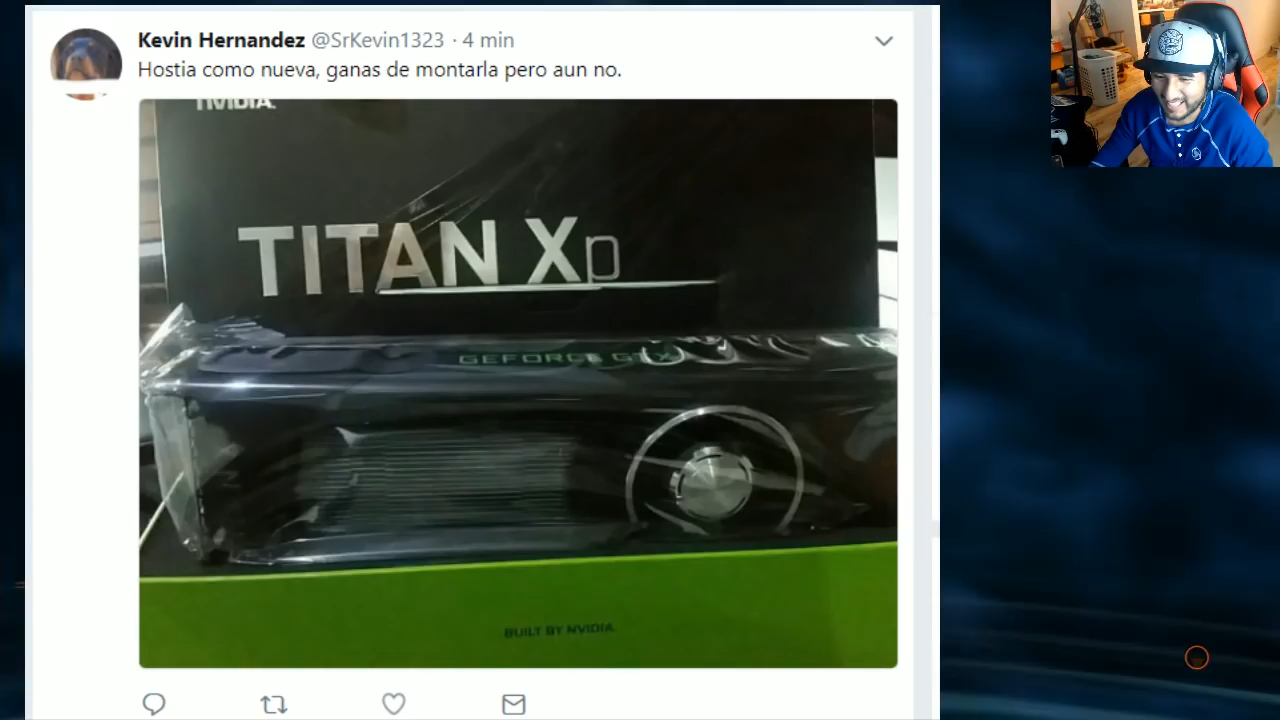 Kevin Hernandez @SrKevin1323 · 4 min
Hostia como nueva, ganas de montarla pero aun no.
NVIDIA.
TITAN Xp
GEFORCE GTX
BUILT BY NVIDIA.